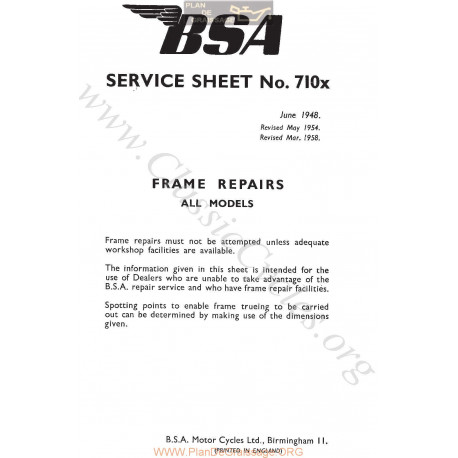 PLAN
DE
GRAISSAGE
BSA
SERVICE SHEET No. 710x
June 1948.
Revised May 1954.
Revised Mar. 1958.
FRAME REPAIRS
ALL MODELS
Frame repairs must not be attempted unless adequate
workshop facilities are available.
The information given in this sheet is intended for the
use of Dealers who are unable to take advantage of the
B.S.A. repair service and who have frame repair facilities.
Spotting points to enable frame trueing to be carried
out can be determined by making use of the dimensions
given.
www.ClassicCycles.org
B.S.A. Motor Cycles Ltd., Birmingham 11.
(PRINTED IN ENGLAND)
www.PlanDeGraissage.ORG